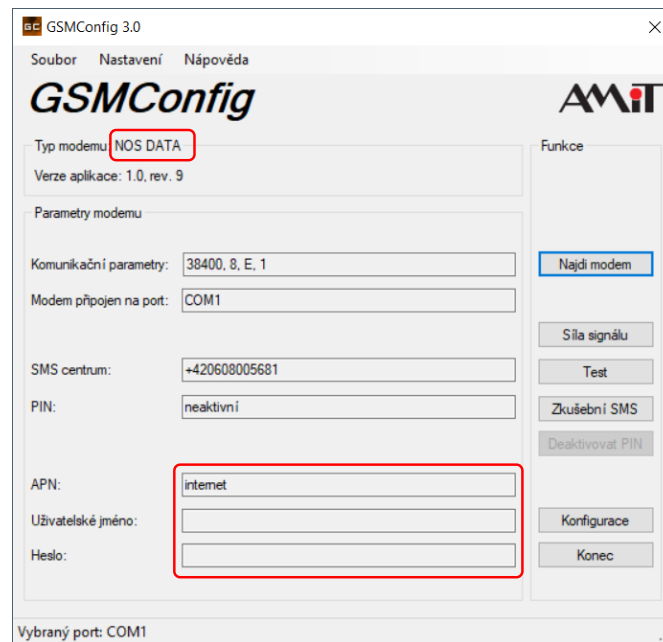 GC GSMConfig 3.0
Soubor Nastavení Nápověda
GSMConfig
AMiT
Typ modemu: NOS DATA
Verze aplikace: 1.0, rev. 9
Parametry modemu
Komunikační parametry: 38400, 8, E, 1
Modem připojen na port: COM1
SMS centrum: +420608005681
PIN: neaktivní
APN: internet
Uživatelské jméno:
Heslo:
Funkce
Najdi modem
Síla signálu
Test
Zkušební SMS
Deaktivovat PIN
Konfigurace
Konec
Vybraný port: COM1